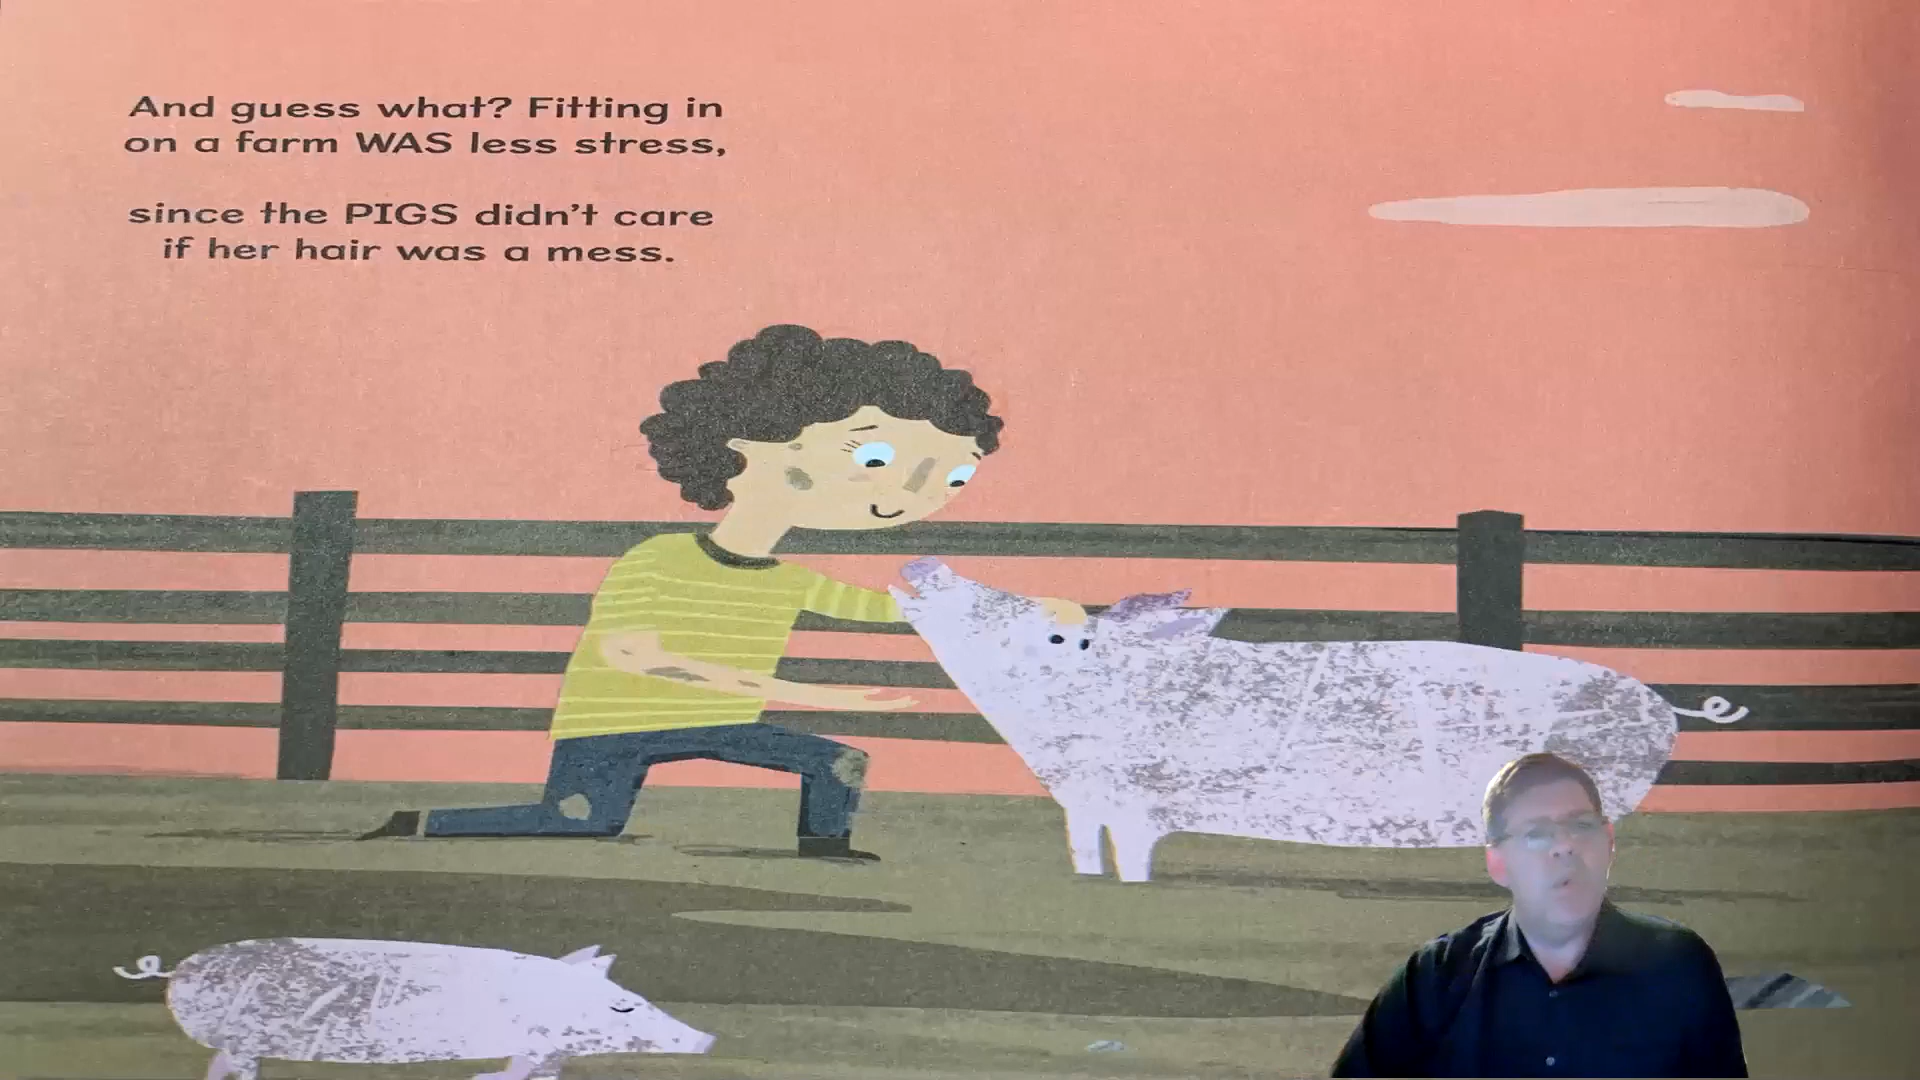 And guess what? Fitting in
on a farm WAS less stress,
since the PIGS didn't care
if her hair was a mess.